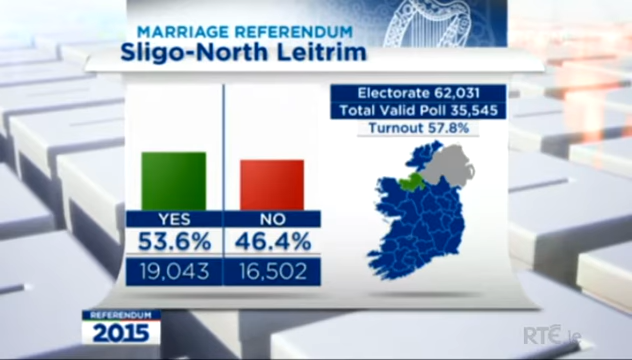 MARRIAGE REFERENDUM
Sligo-North Leitrim
Electorate 62,031
Total Valid Poll 35,545
Turnout 57.8%
YES NO
53.6% 46.4%
19,043 16,502
REFERENDUM
2015
RTÉ.ie